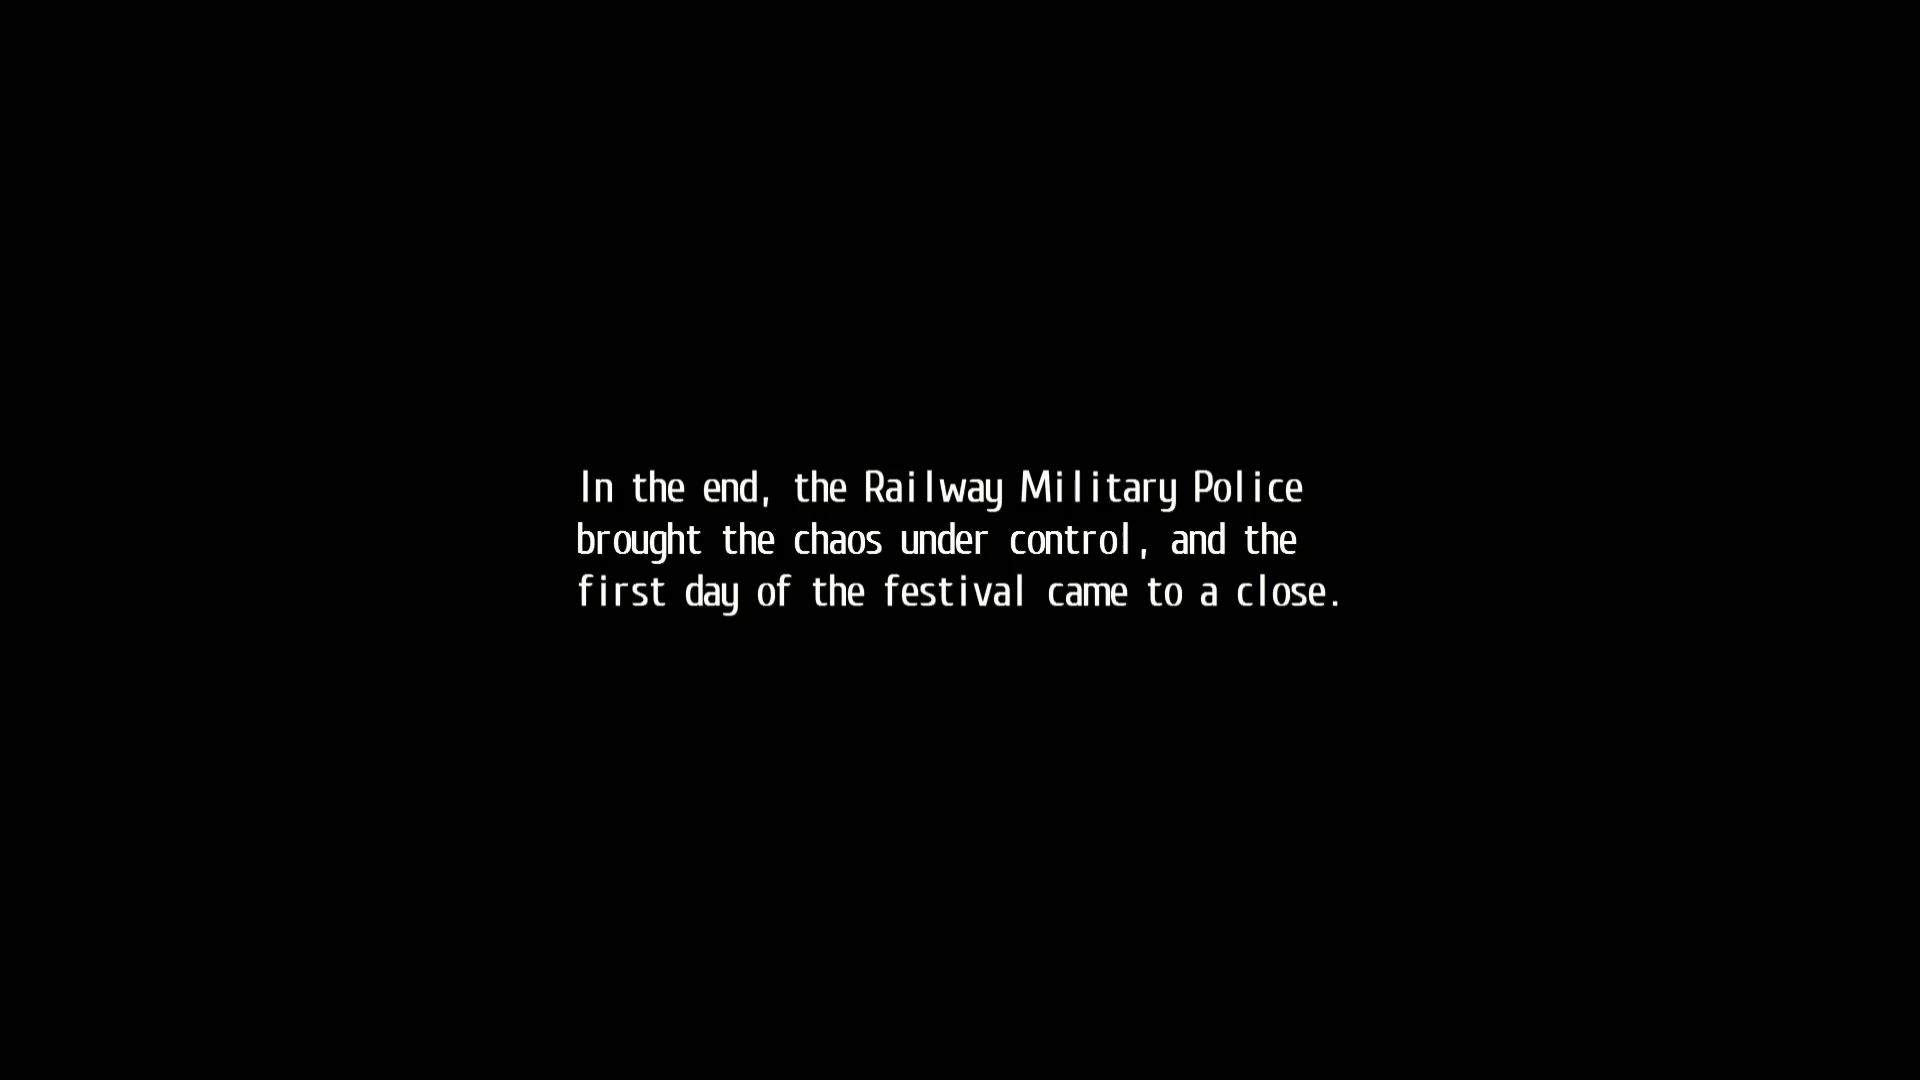 In the end, the Railway Military Police
brought the chaos under control, and the
first day of the festival came to a close.